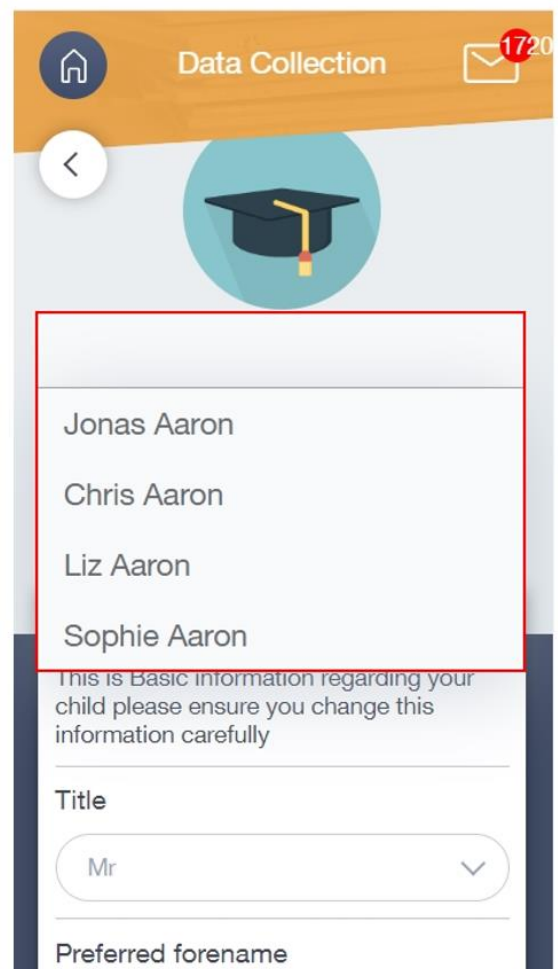 Data Collection
1720
Jonas Aaron
Chris Aaron
Liz Aaron
Sophie Aaron
This is Basic information regarding your
child please ensure you change this
information carefully
Title
Mr
Preferred forename